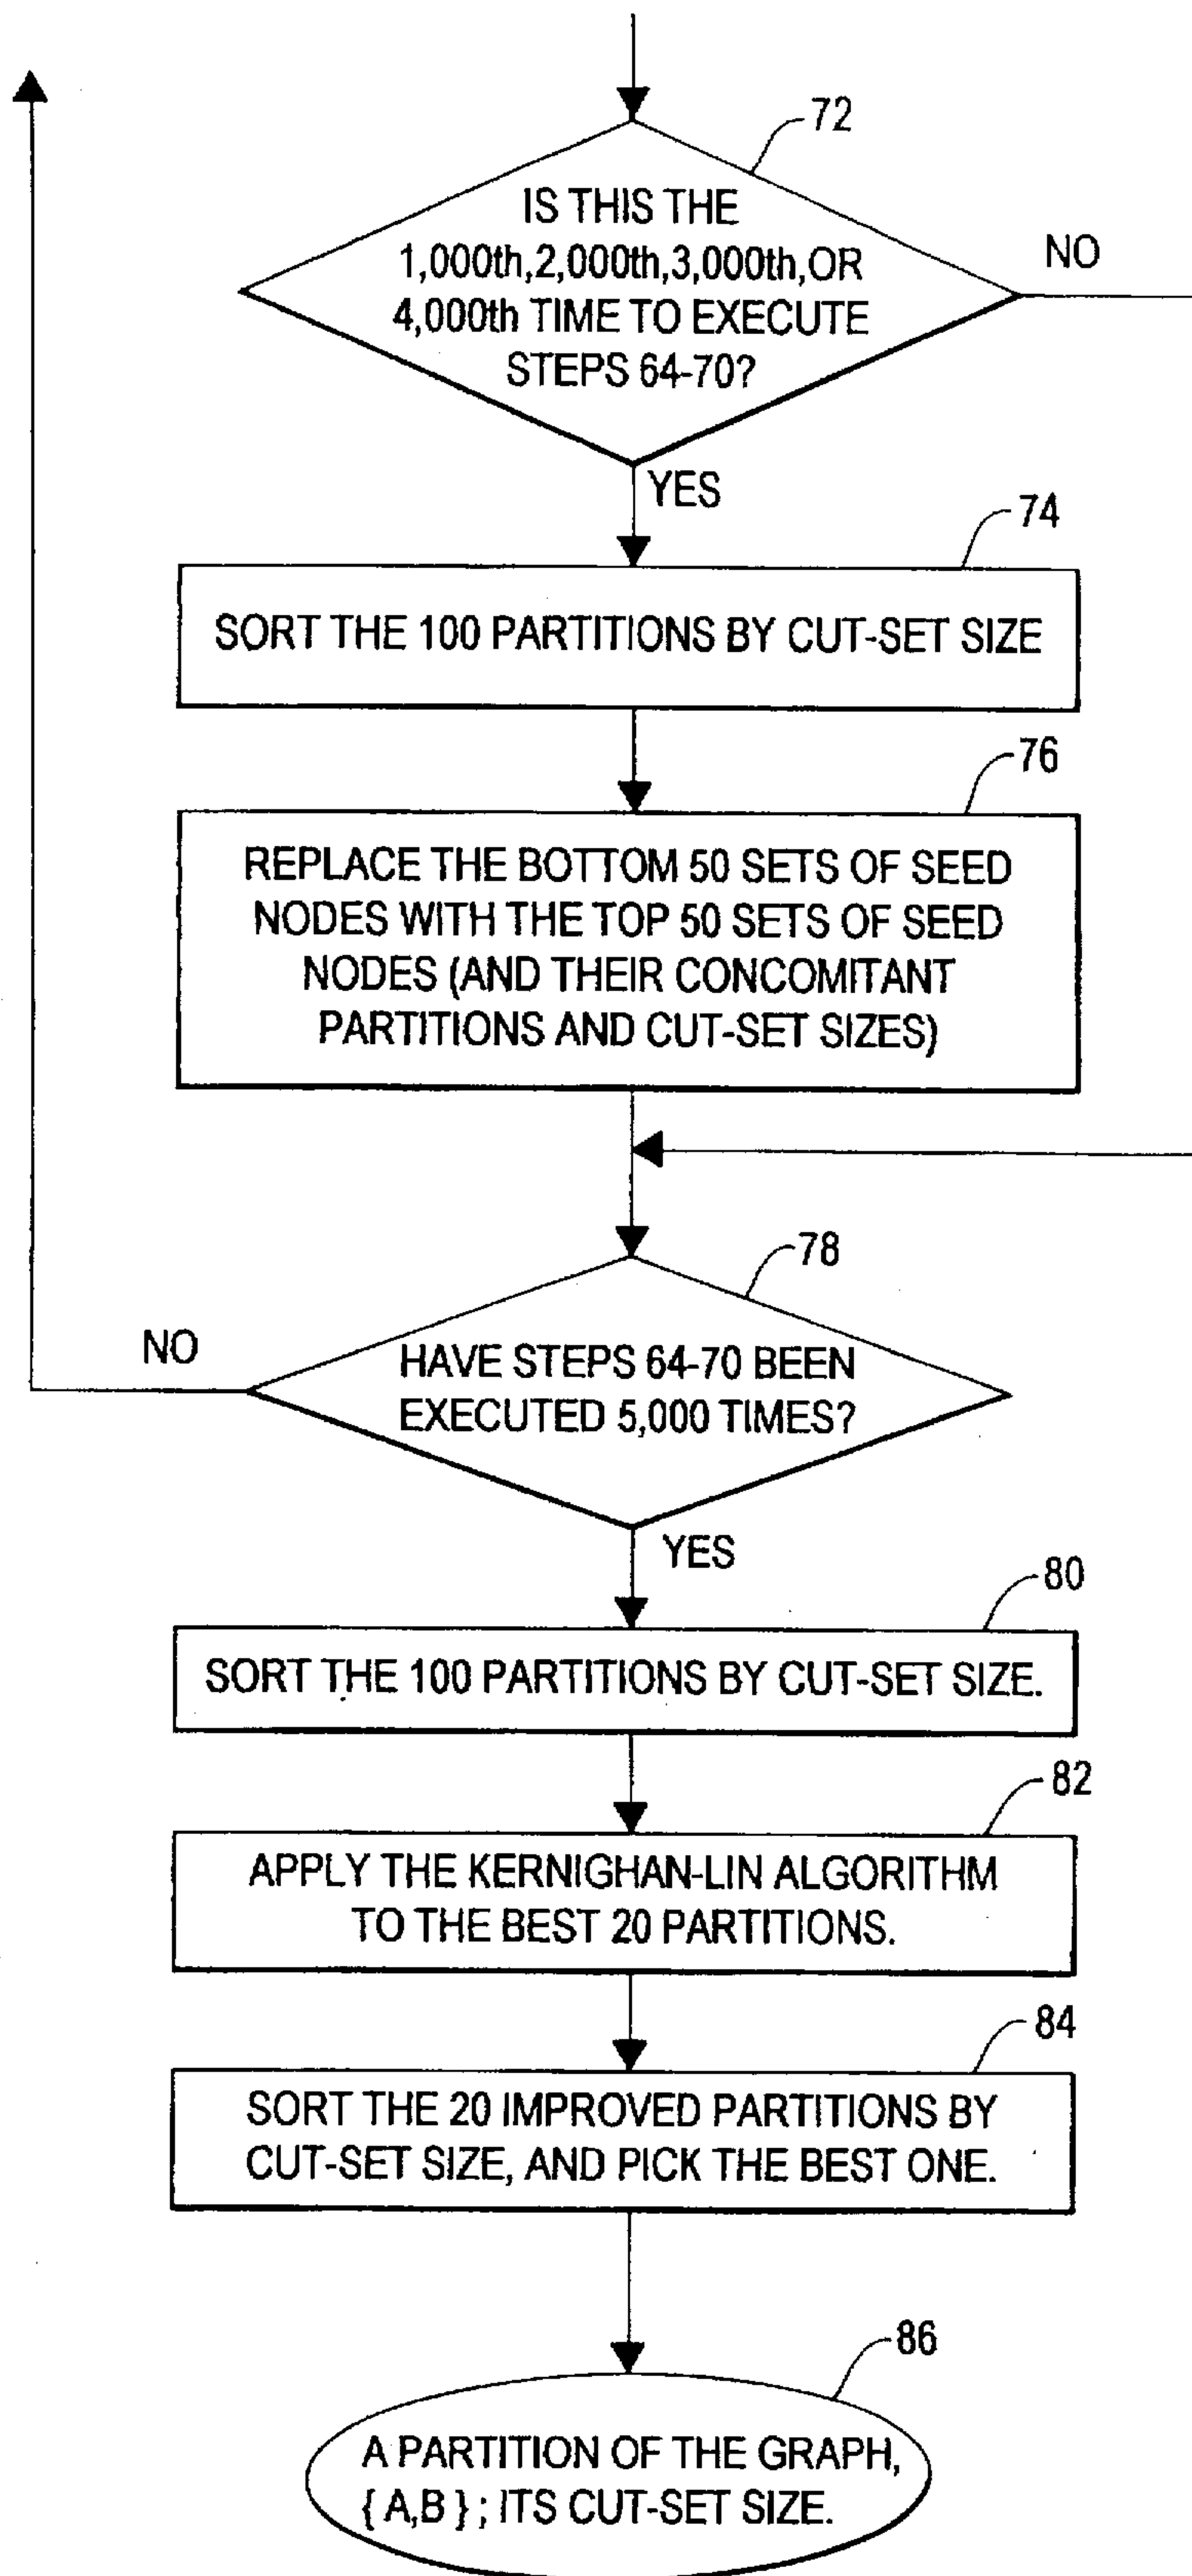 72
IS THIS THE
1,000th,2,000th,3,000th,OR
4,000th TIME TO EXECUTE
STEPS 64-70?
NO
YES
74
SORT THE 100 PARTITIONS BY CUT-SET SIZE
76
REPLACE THE BOTTOM 50 SETS OF SEED
NODES WITH THE TOP 50 SETS OF SEED
NODES (AND THEIR CONCOMITANT
PARTITIONS AND CUT-SET SIZES)
78
NO
HAVE STEPS 64-70 BEEN
EXECUTED 5,000 TIMES?
YES
80
SORT THE 100 PARTITIONS BY CUT-SET SIZE.
82
APPLY THE KERNIGHAN-LIN ALGORITHM
TO THE BEST 20 PARTITIONS.
84
SORT THE 20 IMPROVED PARTITIONS BY
CUT-SET SIZE, AND PICK THE BEST ONE.
86
A PARTITION OF THE GRAPH,
{ A,B } ; ITS CUT-SET SIZE.